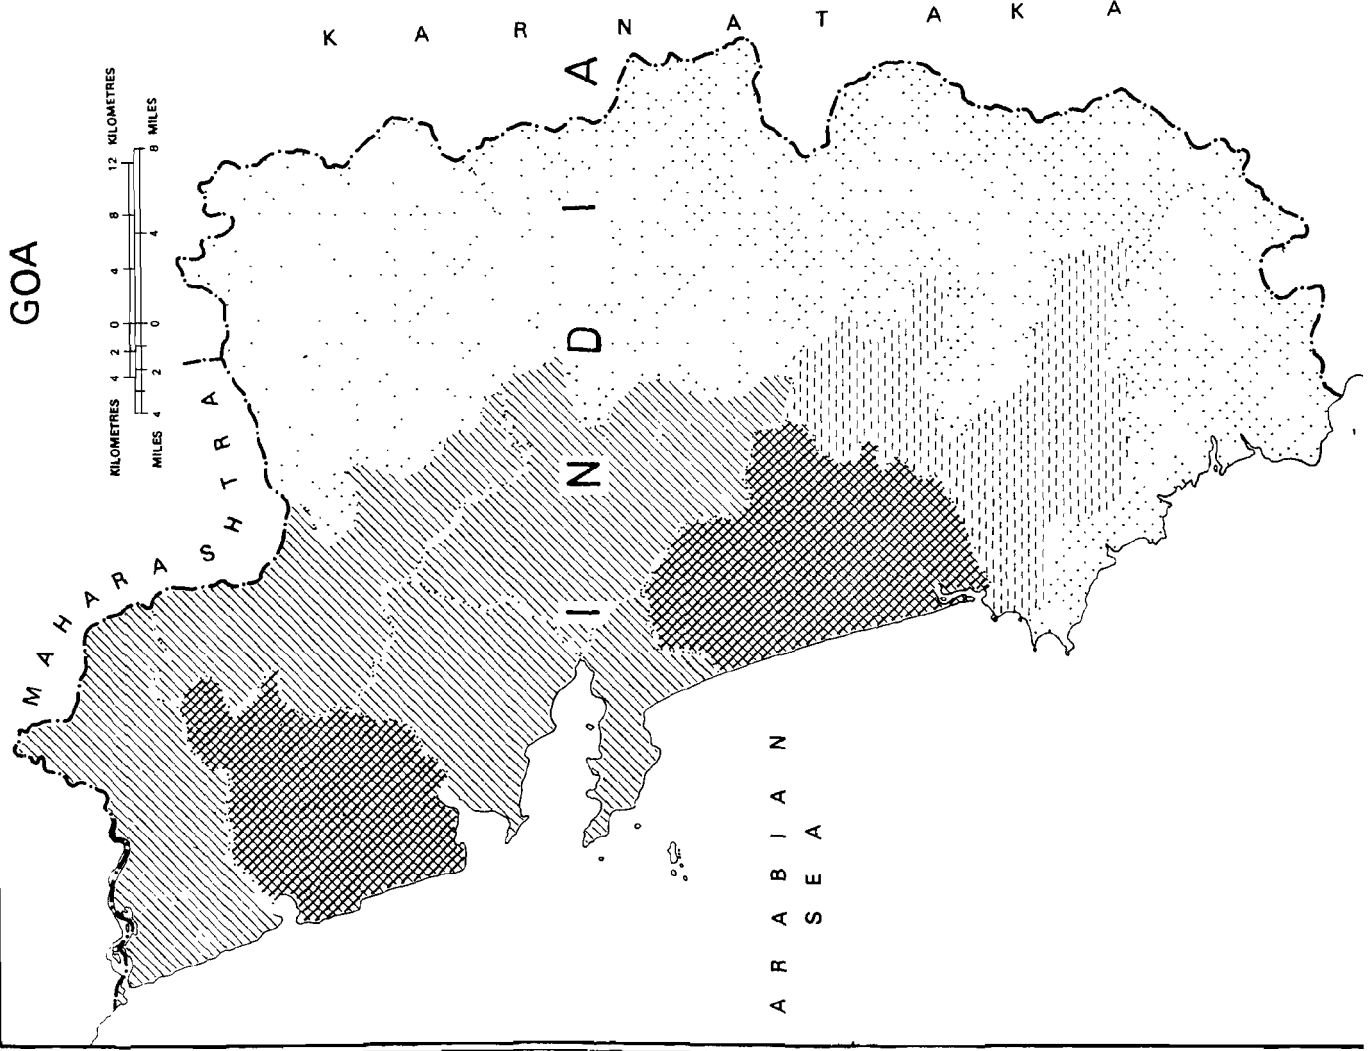 GOA
KILOMETRES 4 2 0 4 8 12 KILOMETRES
MILES 4 2 0 4 8 MILES
MAHARASHTRA
KARNATAKA
INDIA
ARABIAN
SEA